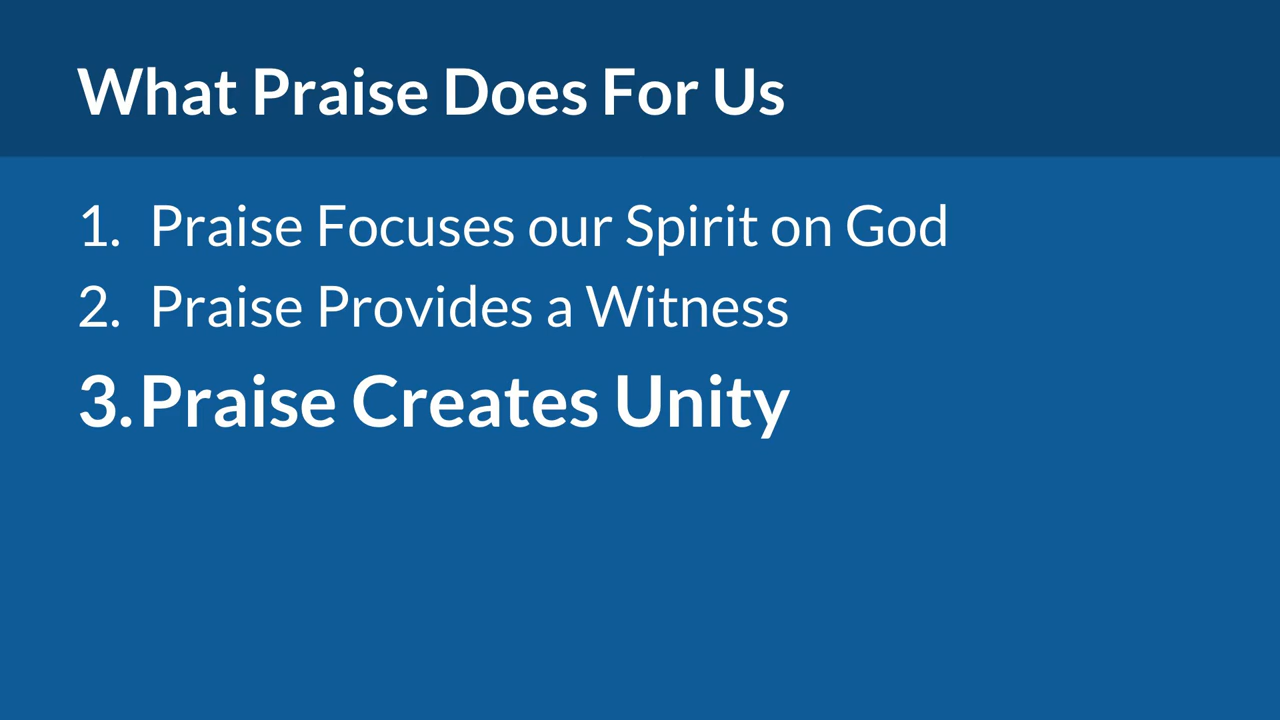 What Praise Does For Us
1. Praise Focuses our Spirit on God
2. Praise Provides a Witness
3. Praise Creates Unity